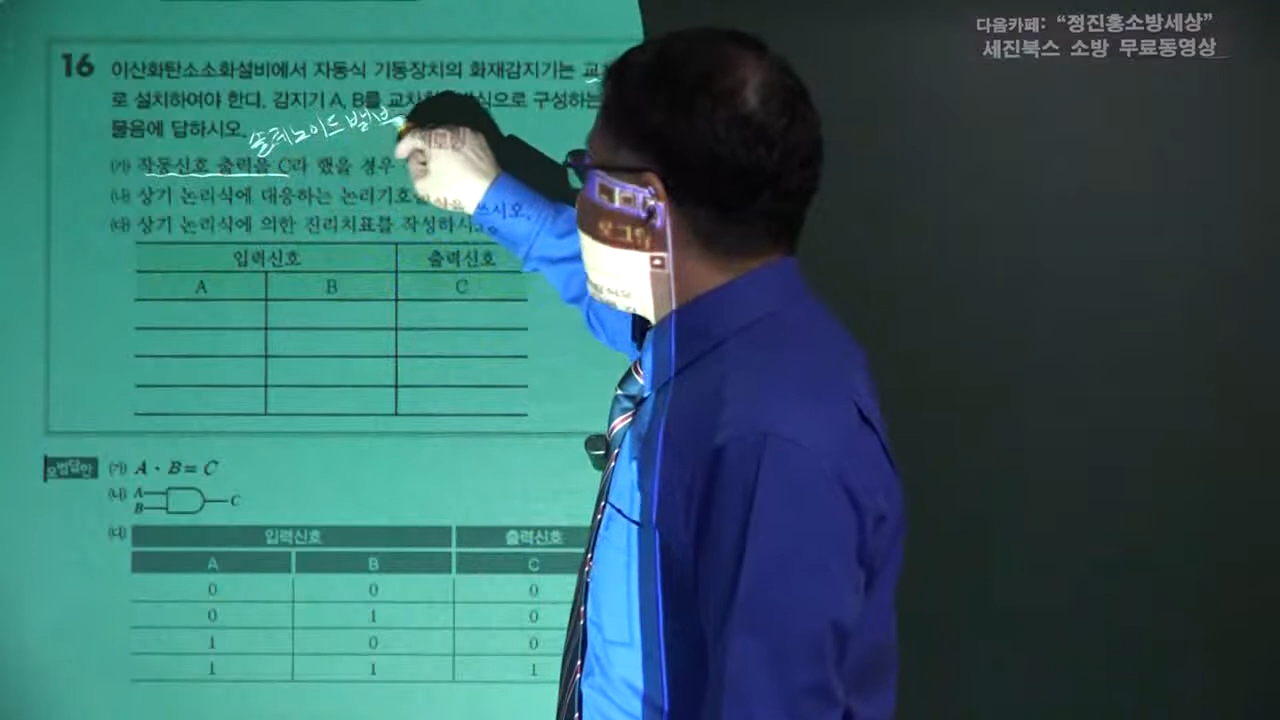 다음카페: “정진홍소방세상”
세진북스 소방 무료동영상
16 이산화탄소소화설비에서 자동식 기동장치의 화재감지기는
로 설치하여야 한다. 감지기 A, B를 구성하는
물음에 답하시오.
솔레노이드밸브
(가) 작동신호 출력을 C라 했을 경우
(나) 상기 논리식에 대응하는 쓰시오.
(다) 상기 논리식에 의한 진리치표를 작성하시오.
입력신호 출력신호
A B C
모범답안 (가) A · B = C
(나) A B C
(다)
입력신호 출력신호
A B C
0 0 0
0 1 0
1 0 0
1 1 1